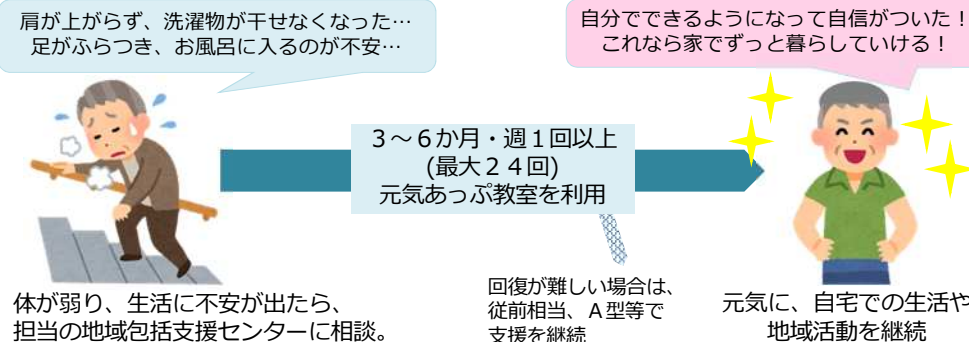 肩が上がらず、洗濯物が干せなくなった…
足がふらつき、お風呂に入るのが不安…
自分でできるようになって自信がついた!
これなら家でずっと暮らしていける!
3~6か月・週1回以上
(最大24回)
元気あっぷ教室を利用
体が弱り、生活に不安が出たら、
担当の地域包括支援センターに相談。
回復が難しい場合は、
従前相当、A型等で
支援を継続
元気に、自宅での生活や
地域活動を継続